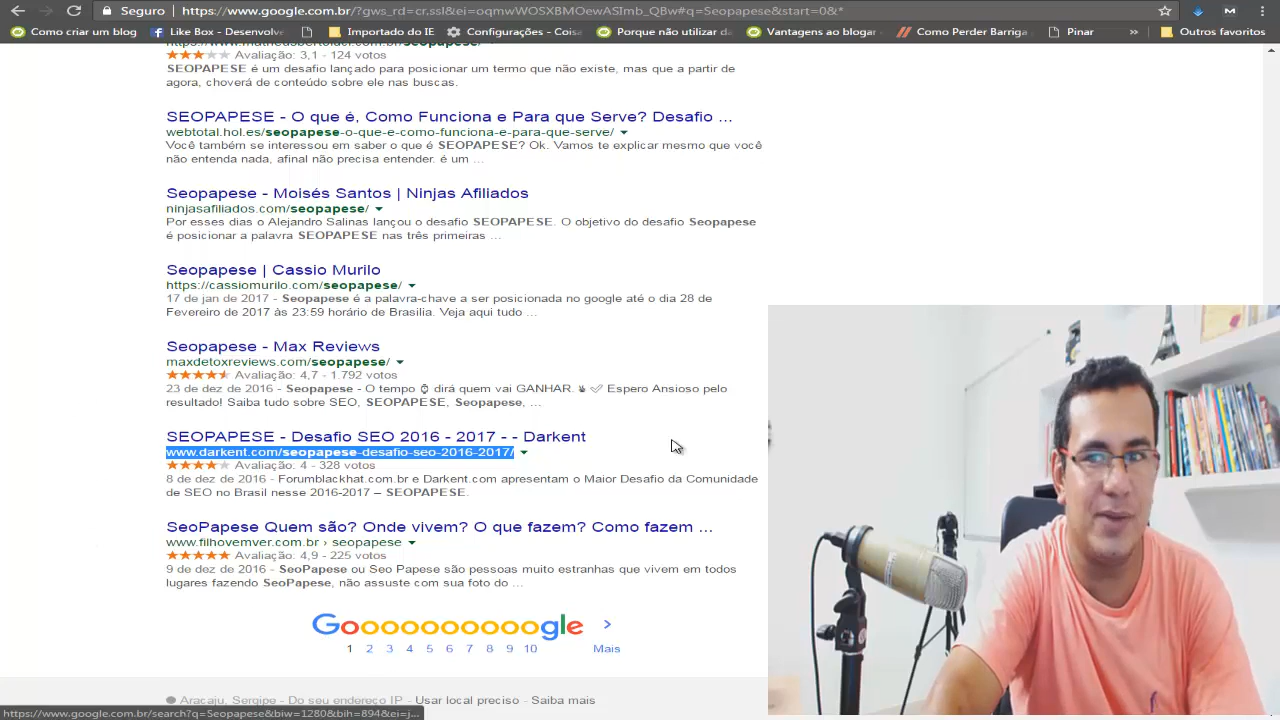 Seguro
https://www.google.com.br/?gws_rd=cr,ssl&ei=oqmwWOSXBMOewASImb_QBw#q=Seopapese&start=0&*
Como criar um blog
Like Box - Desenvolve
Importado do IE
Configurações - Coisa
Porque não utilizar da
Vantagens ao blogar
Como Perder Barriga
Pinar
»
Outros favoritos
Avaliação: 3,1 - 124 votos
SEOPAPESE é um desafio lançado para posicionar um termo que não existe, mas que a partir de
agora, choverá de conteúdo sobre ele nas buscas.
SEOPAPESE - O que é, Como Funciona e Para que Serve? Desafio ...
webtotal.hol.es/seopapese-o-que-e-como-funciona-e-para-que-serve/
Você também se interessou em saber o que é SEOPAPESE? Ok. Vamos te explicar mesmo que você
não entenda nada, afinal não precisa entender. é um ...
Seopapese - Moisés Santos | Ninjas Afiliados
ninjasafiliados.com/seopapese/
Por esses dias o Alejandro Salinas lançou o desafio SEOPAPESE. O objetivo do desafio Seopapese
é posicionar a palavra SEOPAPESE nas três primeiras ...
Seopapese | Cassio Murilo
https://cassiomurilo.com/seopapese/
17 de jan de 2017 - Seopapese é a palavra-chave a ser posicionada no google até o dia 28 de
Fevereiro de 2017 às 23:59 horário de Brasilia. Veja aqui tudo ...
Seopapese - Max Reviews
maxdetoxreviews.com/seopapese/
Avaliação: 4,7 - 1.792 votos
23 de dez de 2016 - Seopapese - O tempo ⌚ dirá quem vai GANHAR. Espero Ansioso pelo
resultado! Saiba tudo sobre SEO, SEOPAPESE, Seopapese, ...
SEOPAPESE - Desafio SEO 2016 - 2017 - - Darkent
www.darkent.com/seopapese-desafio-seo-2016-2017/
Avaliação: 4 - 328 votos
8 de dez de 2016 - Forumblackhat.com.br e Darkent.com apresentam o Maior Desafio da Comunidade
de SEO no Brasil nesse 2016-2017 – SEOPAPESE.
SeoPapese Quem são? Onde vivem? O que fazem? Como fazem ...
www.filhovemver.com.br › seopapese
Avaliação: 4,9 - 225 votos
9 de dez de 2016 - SeoPapese ou Seo Papese são pessoas muito estranhas que vivem em todos
lugares fazendo SeoPapese, não assuste com sua foto do ...
Goooooooooogle >
1 2 3 4 5 6 7 8 9 10 Mais
Aracaju, Sergipe - Do seu endereço IP - Usar local preciso - Saiba mais
https://www.google.com.br/search?q=Seopapese&biw=1280&bih=894&ei=j...